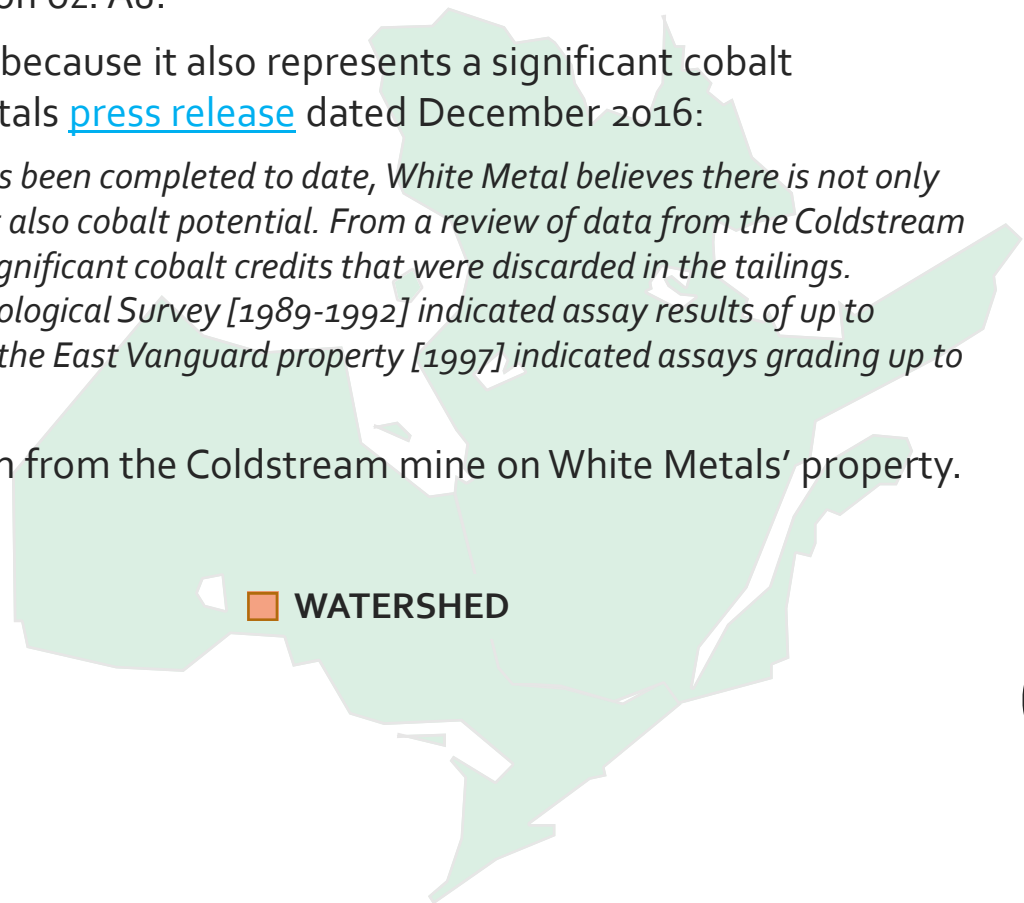 on oz. Au.
because it also represents a significant cobalt
tals press release dated December 2016:
s been completed to date, White Metal believes there is not only
also cobalt potential. From a review of data from the Coldstream
gnificant cobalt credits that were discarded in the tailings.
ological Survey [1989-1992] indicated assay results of up to
the East Vanguard property [1997] indicated assays grading up to
n from the Coldstream mine on White Metals’ property.
WATERSHED